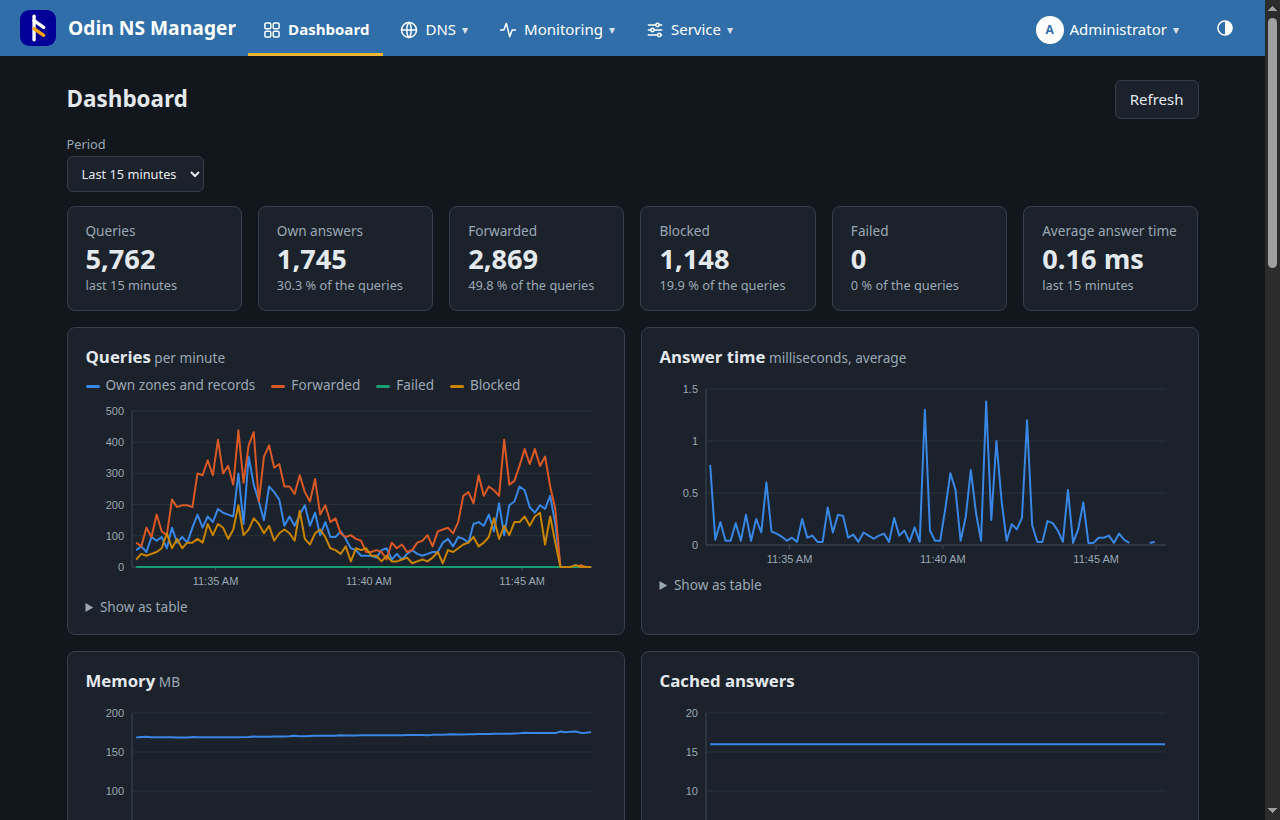 Odin NS Manager
Dashboard
DNS ▾
Monitoring ▾
Service ▾
A
Administrator ▾
Dashboard
Refresh
Period
Last 15 minutes
Queries
5,762
last 15 minutes
Own answers
1,745
30.3 % of the queries
Forwarded
2,869
49.8 % of the queries
Blocked
1,148
19.9 % of the queries
Failed
0
0 % of the queries
Average answer time
0.16 ms
last 15 minutes
Queries per minute
Own zones and records
Forwarded
Failed
Blocked
500
400
300
200
100
0
11:35 AM
11:40 AM
11:45 AM
Show as table
Answer time milliseconds, average
1.5
1
0.5
0
11:35 AM
11:40 AM
11:45 AM
Show as table
Memory MB
200
150
100
Cached answers
20
15
10